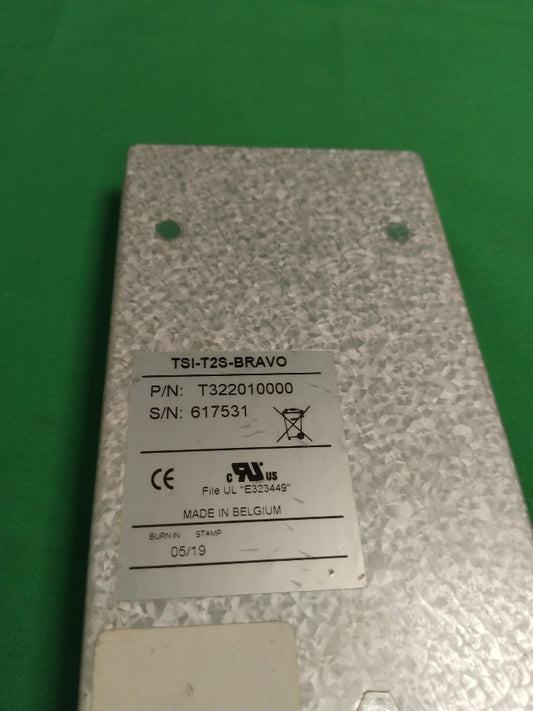 TSI-T2S-BRAVO
P/N: T322010000
S/N: 617531
CE c RU US
File UL "E323449"
MADE IN BELGIUM
BURN IN STAMP
05/19